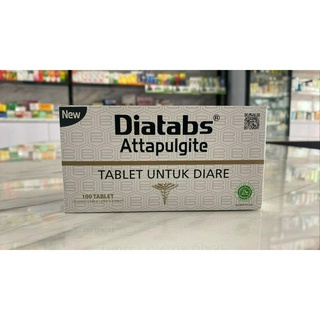 New
Diatabs®
Attapulgite
TABLET UNTUK DIARE
100 TABLET